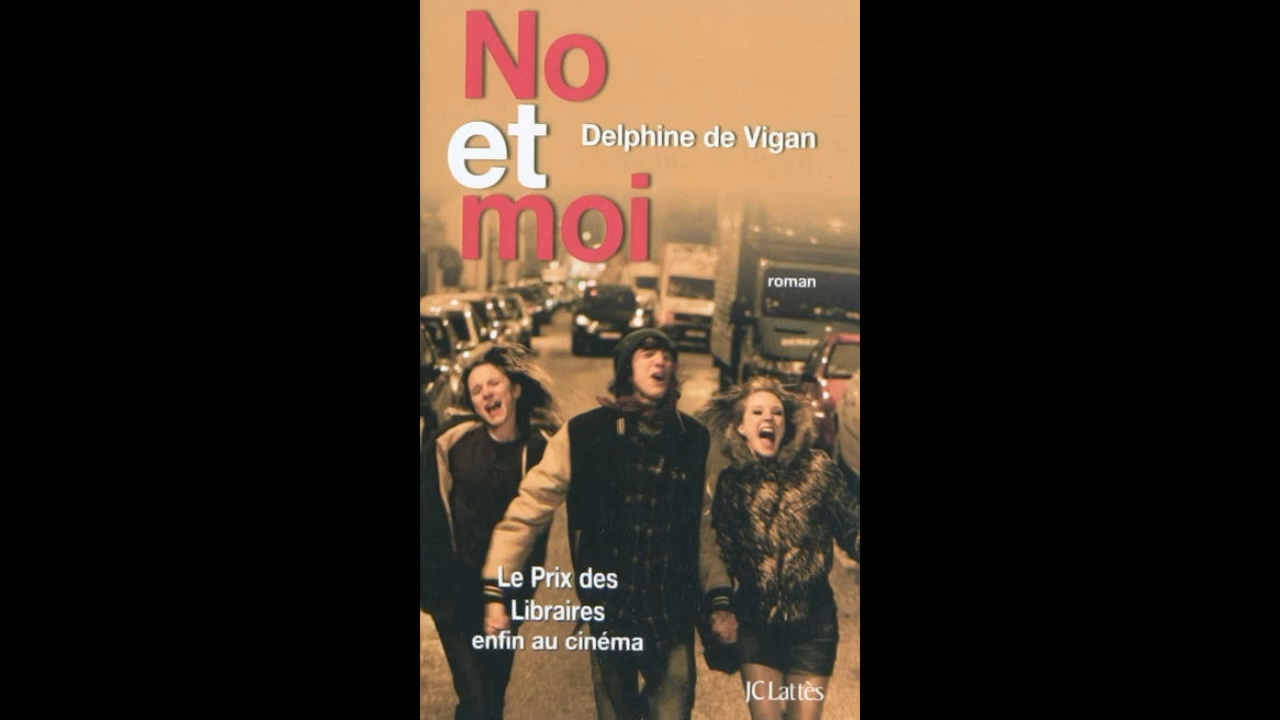 No
et
Delphine de Vigan
moi
roman
Le Prix des
Libraires
enfin au cinéma
JC Lattès